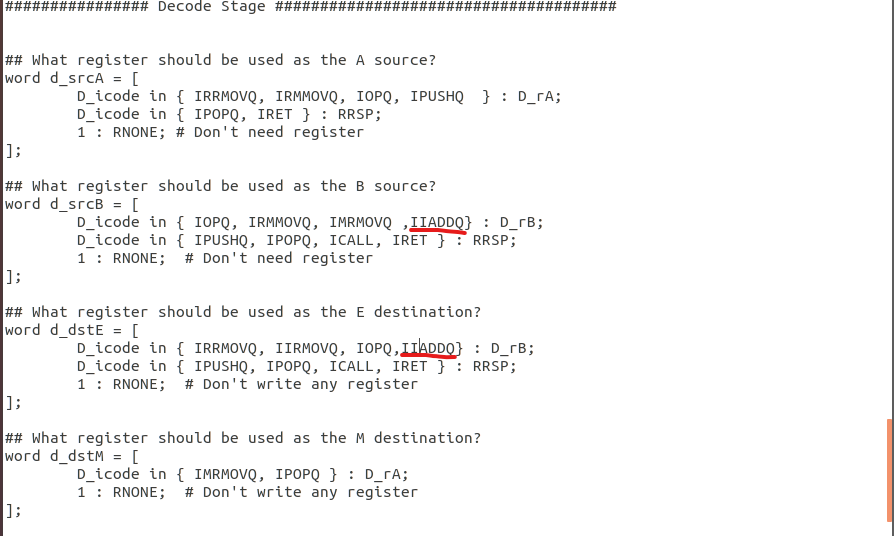 ################ Decode Stage ######################################
## What register should be used as the A source?
word d_srcA = [
D_icode in { IRRMOVQ, IRMMOVQ, IOPQ, IPUSHQ  } : D_rA;
D_icode in { IPOPQ, IRET } : RRSP;
1 : RNONE; # Don't need register
];
## What register should be used as the B source?
word d_srcB = [
D_icode in { IOPQ, IRMMOVQ, IMRMOVQ ,IIADDQ} : D_rB;
D_icode in { IPUSHQ, IPOPQ, ICALL, IRET } : RRSP;
1 : RNONE;  # Don't need register
];
## What register should be used as the E destination?
word d_dstE = [
D_icode in { IRRMOVQ, IIRMOVQ, IOPQ,IIADDQ} : D_rB;
D_icode in { IPUSHQ, IPOPQ, ICALL, IRET } : RRSP;
1 : RNONE;  # Don't write any register
];
## What register should be used as the M destination?
word d_dstM = [
D_icode in { IMRMOVQ, IPOPQ } : D_rA;
1 : RNONE;  # Don't write any register
];